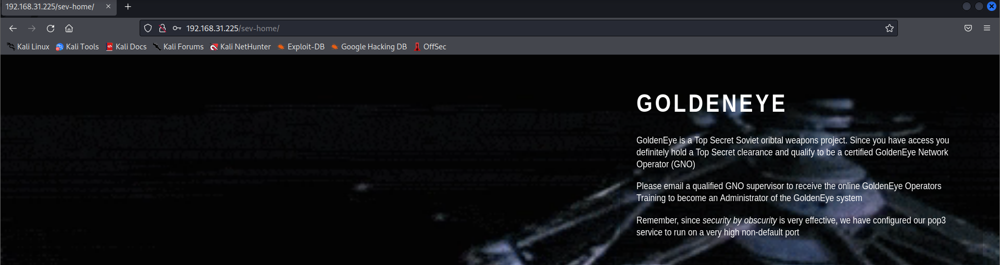 192.168.31.225/sev-home/
192.168.31.225/sev-home/
Kali Linux Kali Tools Kali Docs Kali Forums Kali NetHunter Exploit-DB Google Hacking DB OffSec
GOLDENEYE
GoldenEye is a Top Secret Soviet oribtal weapons project. Since you have access you
definitely hold a Top Secret clearance and qualify to be a certified GoldenEye Network
Operator (GNO)
Please email a qualified GNO supervisor to receive the online GoldenEye Operators
Training to become an Administrator of the GoldenEye system
Remember, since security by obscurity is very effective, we have configured our pop3
service to run on a very high non-default port